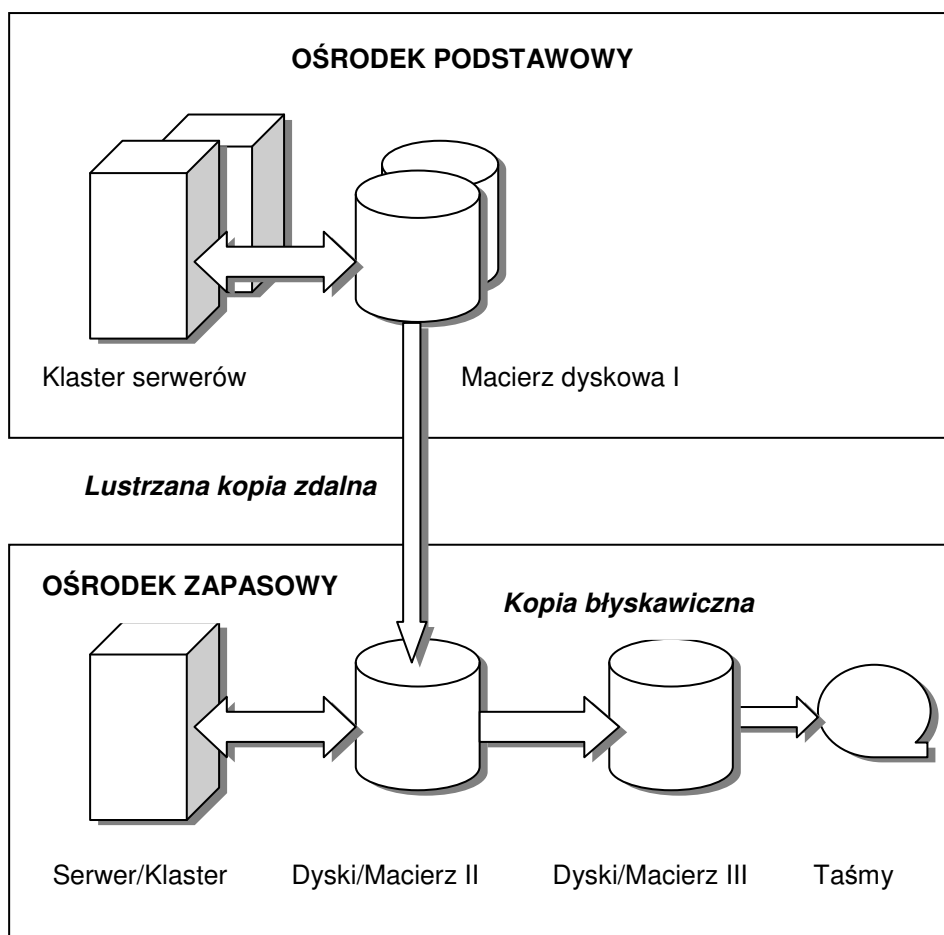 OŚRODEK PODSTAWOWY
Klaster serwerów
Macierz dyskowa I
Lustrzana kopia zdalna
OŚRODEK ZAPASOWY
Kopia błyskawiczna
Serwer/Klaster
Dyski/Macierz II
Dyski/Macierz III
Taśmy